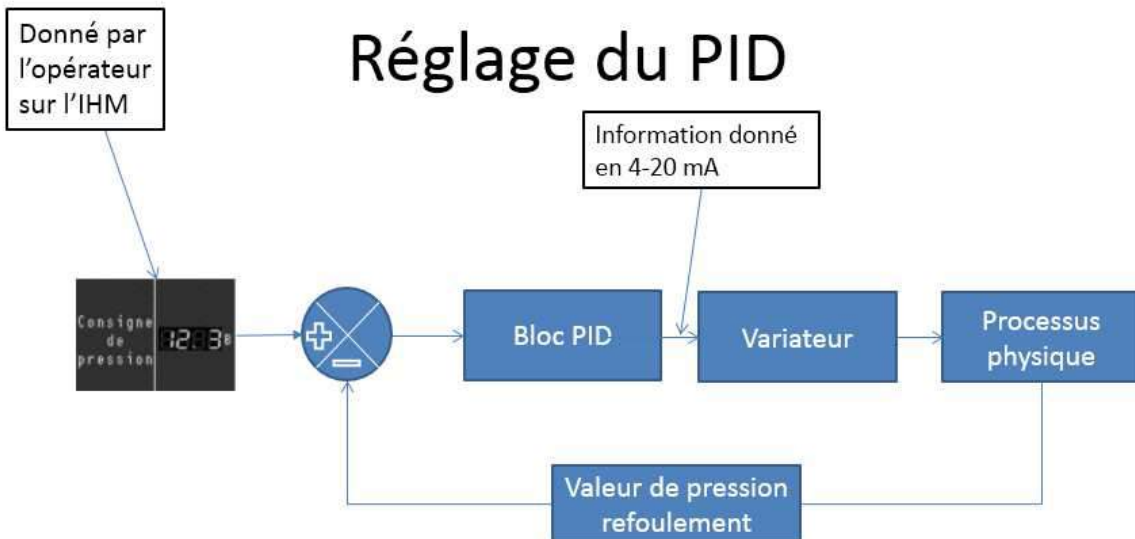 Donné par
l'opérateur
sur l'IHM
Réglage du PID
Information donné
en 4-20 mA
Consigne
de
pression
12 3
Bloc PID
Variateur
Processus
physique
Valeur de pression
refoulement